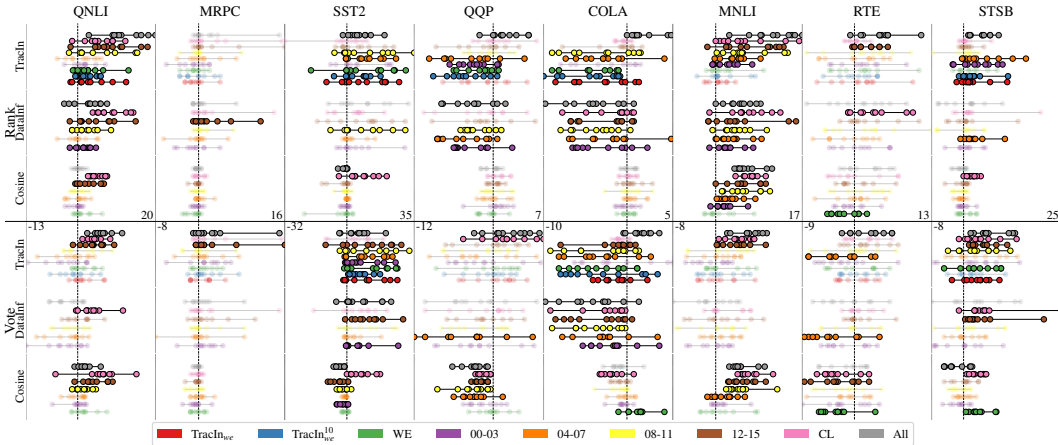 QNLI MRPC SST2 QQP COLA MNLI RTE STSB
Rank
TracIn
DataInf
Cosine
-13 20 -8 16 -32 35 -12 7 -10 5 -8 17 -9 13 -8 25
Vote
TracIn
DataInf
Cosine
TracIn_we TracIn^10_we WE 00-03 04-07 08-11 12-15 CL All